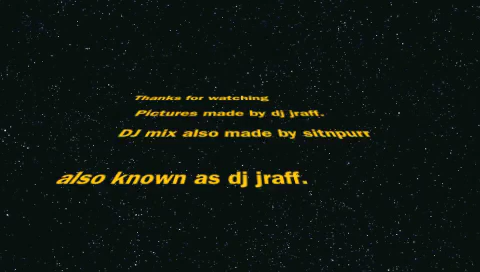 Thanks for watching
Pictures made by dj jraff.
DJ mix also made by sitnpurr
also known as dj jraff.